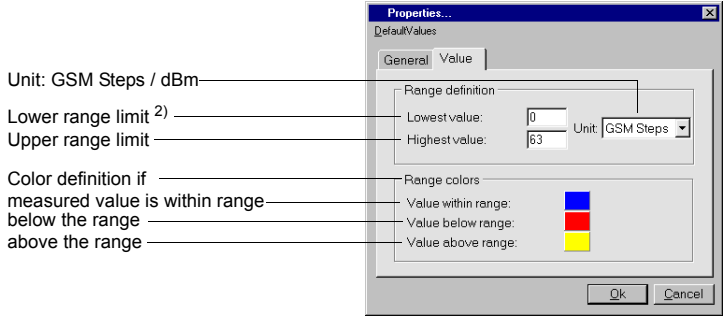 Properties...
DefaultValues
General Value
Unit: GSM Steps / dBm
Range definition
Lower range limit 2)
Lowest value: 0
Unit: GSM Steps
Upper range limit
Highest value: 63
Color definition if
Range colors
measured value is within range
Value within range:
below the range
Value below range:
above the range
Value above range:
Ok Cancel